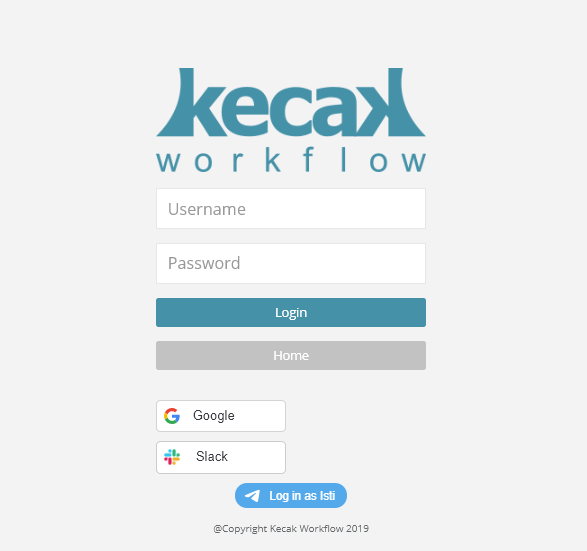 kecak
workflow
Username
Password
Login
Home
Google
Slack
Log in as Isti
@Copyright Kecak Workflow 2019